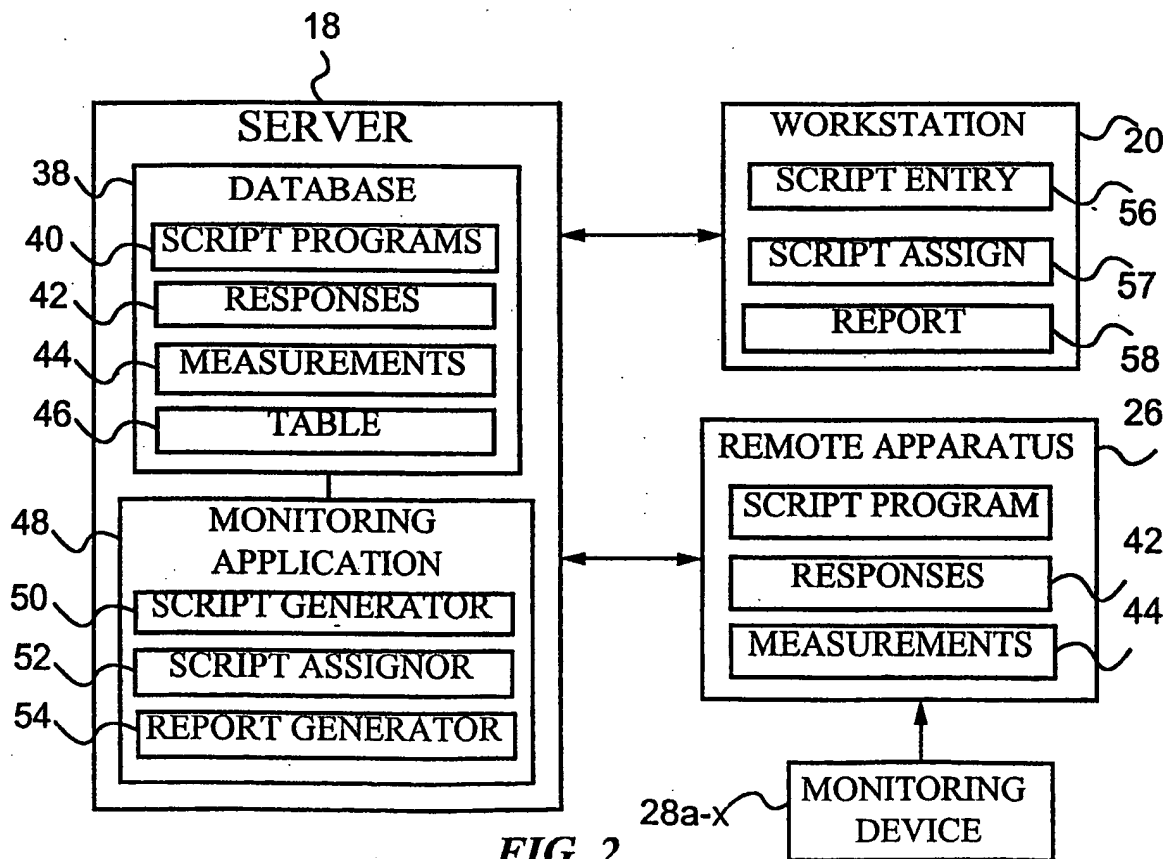 18
SERVER
38
DATABASE
40
SCRIPT PROGRAMS
42
RESPONSES
44
MEASUREMENTS
46
TABLE
48
MONITORING
APPLICATION
50
SCRIPT GENERATOR
52
SCRIPT ASSIGNOR
54
REPORT GENERATOR
WORKSTATION
20
SCRIPT ENTRY
56
SCRIPT ASSIGN
57
REPORT
58
26
REMOTE APPARATUS
SCRIPT PROGRAM
42
RESPONSES
44
MEASUREMENTS
28a-x
MONITORING
DEVICE
FIG. 2